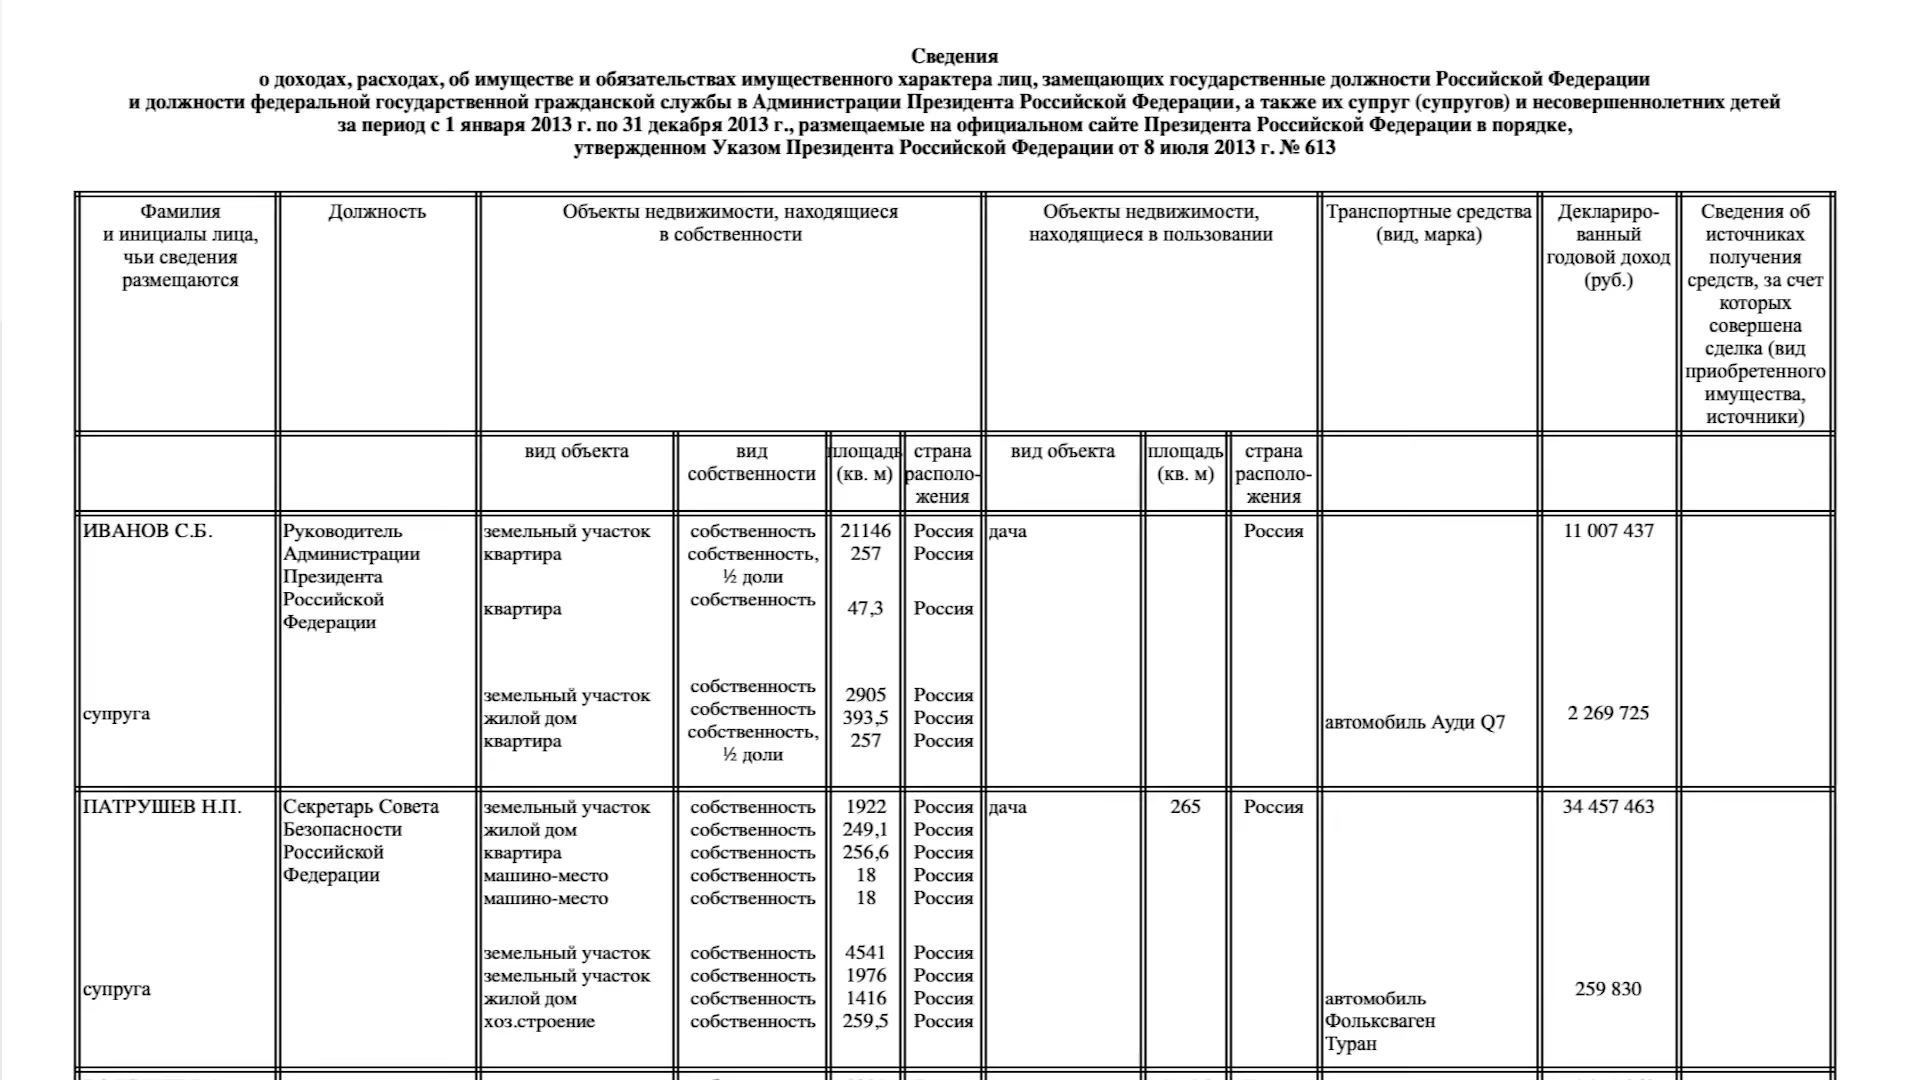 Сведения
о доходах, расходах, об имуществе и обязательствах имущественного характера лиц, замещающих государственные должности Российской Федерации
и должности федеральной государственной гражданской службы в Администрации Президента Российской Федерации, а также их супруг (супругов) и несовершеннолетних детей
за период с 1 января 2013 г. по 31 декабря 2013 г., размещаемые на официальном сайте Президента Российской Федерации в порядке,
утвержденном Указом Президента Российской Федерации от 8 июля 2013 г. № 613
Фамилия
и инициалы лица,
чьи сведения
размещаются
Должность
Объекты недвижимости, находящиеся
в собственности
Объекты недвижимости,
находящиеся в пользовании
Транспортные средства
(вид, марка)
Деклариро-
ванный
годовой доход
(руб.)
Сведения об
источниках
получения
средств, за счет
которых
совершена
сделка (вид
приобретенного
имущества,
источники)
вид объекта
вид
собственности
площадь
(кв. м)
страна
располо-
жения
вид объекта
площадь
(кв. м)
страна
располо-
жения
ИВАНОВ С.Б.
Руководитель
Администрации
Президента
Российской
Федерации
земельный участок
квартира
квартира
собственность
собственность,
½ доли
собственность
21146
257
47,3
Россия
Россия
Россия
дача
Россия
11 007 437
супруга
земельный участок
жилой дом
квартира
собственность
собственность
собственность,
½ доли
2905
393,5
257
Россия
Россия
Россия
автомобиль Ауди Q7
2 269 725
ПАТРУШЕВ Н.П.
Секретарь Совета
Безопасности
Российской
Федерации
земельный участок
жилой дом
квартира
машино-место
машино-место
собственность
собственность
собственность
собственность
собственность
1922
249,1
256,6
18
18
Россия
Россия
Россия
Россия
Россия
дача
265
Россия
34 457 463
супруга
земельный участок
земельный участок
жилой дом
хоз.строение
собственность
собственность
собственность
собственность
4541
1976
1416
259,5
Россия
Россия
Россия
Россия
автомобиль
Фольксваген
Туран
259 830